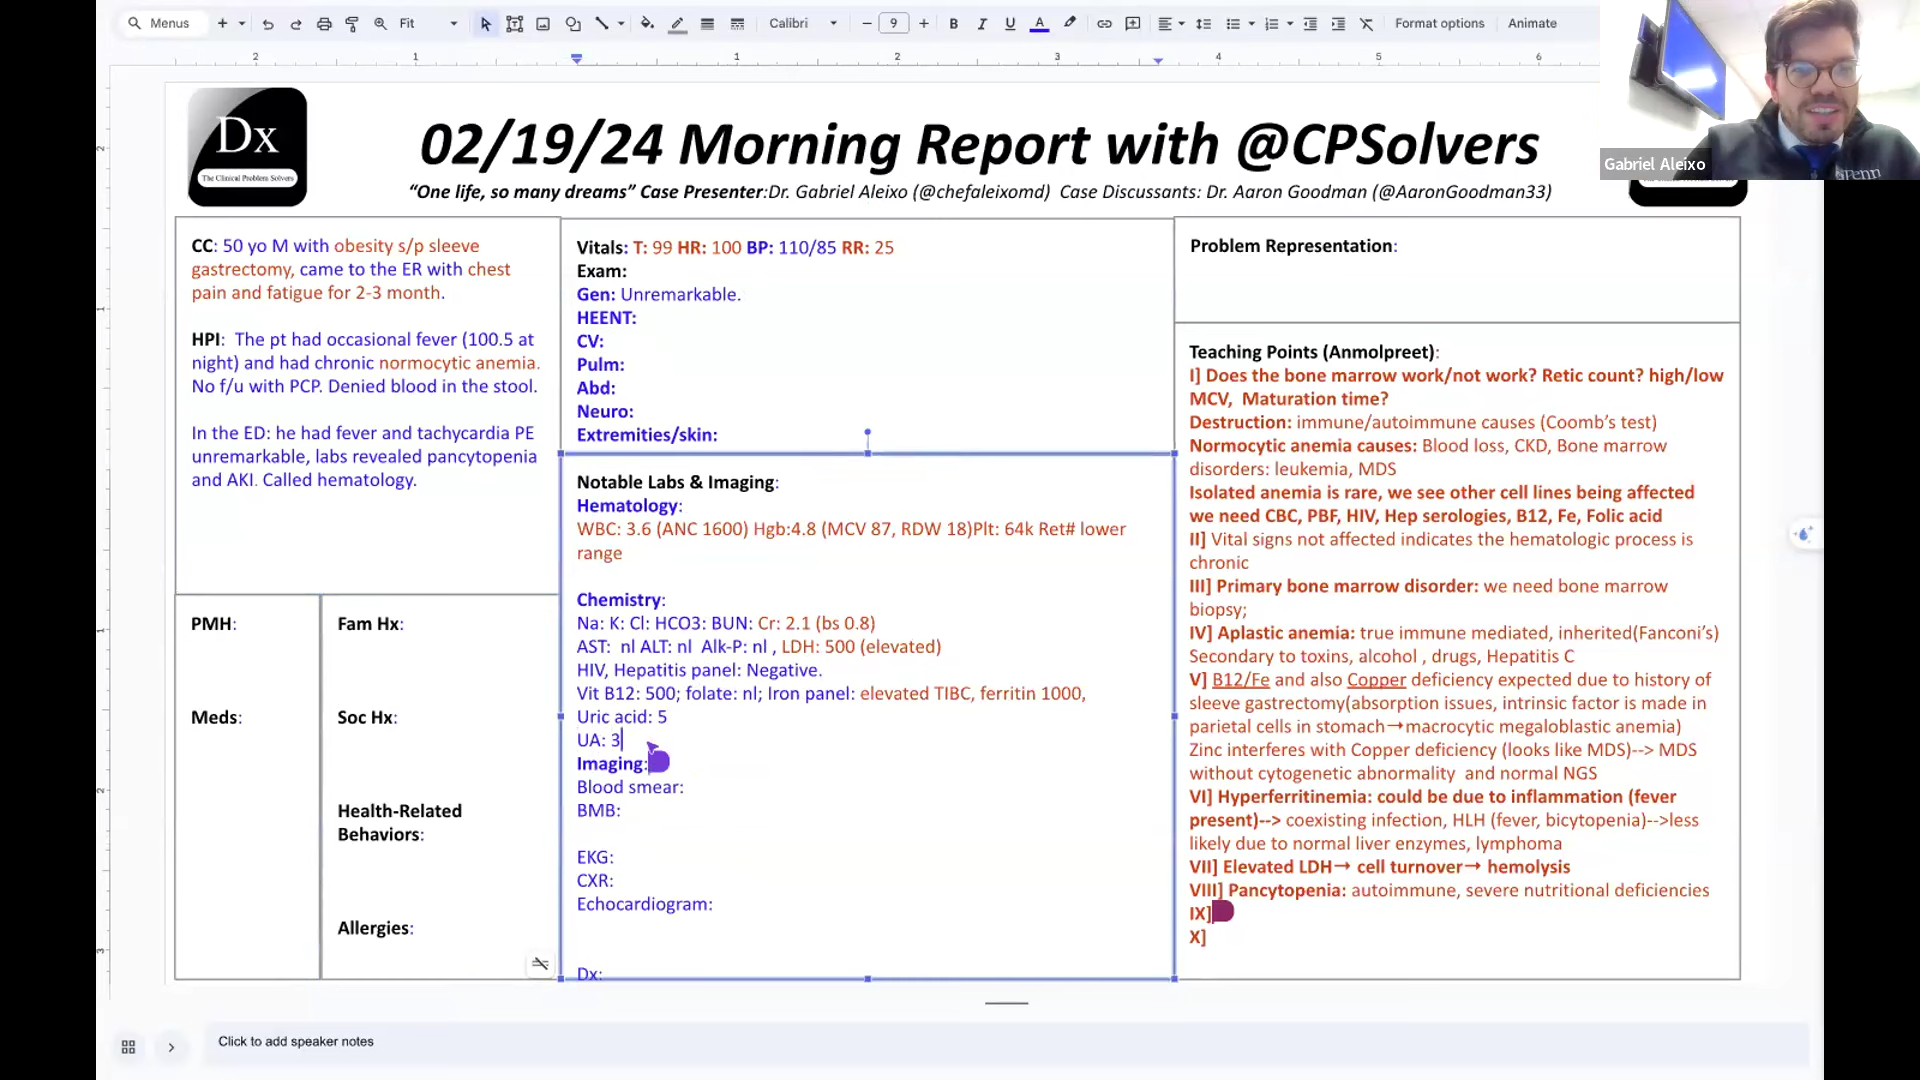 Menus
Fit
Calibri
9
Format options
Animate
2 1 1 2 3 4 5 6
Dx
The Clinical Problem Solvers
02/19/24 Morning Report with @CPSolvers
“One life, so many dreams” Case Presenter:Dr. Gabriel Aleixo (@chefaleixomd) Case Discussants: Dr. Aaron Goodman (@AaronGoodman33)
Gabriel Aleixo
Penn
CC: 50 yo M with obesity s/p sleeve
gastrectomy, came to the ER with chest
pain and fatigue for 2-3 month.
HPI: The pt had occasional fever (100.5 at
night) and had chronic normocytic anemia.
No f/u with PCP. Denied blood in the stool.
In the ED: he had fever and tachycardia PE
unremarkable, labs revealed pancytopenia
and AKI. Called hematology.
PMH:
Meds:
Fam Hx:
Soc Hx:
Health-Related
Behaviors:
Allergies:
Vitals: T: 99 HR: 100 BP: 110/85 RR: 25
Exam:
Gen: Unremarkable.
HEENT:
CV:
Pulm:
Abd:
Neuro:
Extremities/skin:
Notable Labs & Imaging:
Hematology:
WBC: 3.6 (ANC 1600) Hgb:4.8 (MCV 87, RDW 18)Plt: 64k Ret# lower
range
Chemistry:
Na: K: Cl: HCO3: BUN: Cr: 2.1 (bs 0.8)
AST: nl ALT: nl Alk-P: nl , LDH: 500 (elevated)
HIV, Hepatitis panel: Negative.
Vit B12: 500; folate: nl; Iron panel: elevated TIBC, ferritin 1000,
Uric acid: 5
UA: 3
Imaging:
Blood smear:
BMB:
EKG:
CXR:
Echocardiogram:
Dx:
Problem Representation:
Teaching Points (Anmolpreet):
I] Does the bone marrow work/not work? Retic count? high/low
MCV, Maturation time?
Destruction: immune/autoimmune causes (Coomb’s test)
Normocytic anemia causes: Blood loss, CKD, Bone marrow
disorders: leukemia, MDS
Isolated anemia is rare, we see other cell lines being affected
we need CBC, PBF, HIV, Hep serologies, B12, Fe, Folic acid
II] Vital signs not affected indicates the hematologic process is
chronic
III] Primary bone marrow disorder: we need bone marrow
biopsy;
IV] Aplastic anemia: true immune mediated, inherited(Fanconi’s)
Secondary to toxins, alcohol , drugs, Hepatitis C
V] B12/Fe and also Copper deficiency expected due to history of
sleeve gastrectomy(absorption issues, intrinsic factor is made in
parietal cells in stomach→macrocytic megaloblastic anemia)
Zinc interferes with Copper deficiency (looks like MDS)--> MDS
without cytogenetic abnormality and normal NGS
VI] Hyperferritinemia: could be due to inflammation (fever
present)--> coexisting infection, HLH (fever, bicytopenia)-->less
likely due to normal liver enzymes, lymphoma
VII] Elevated LDH→ cell turnover→ hemolysis
VIII] Pancytopenia: autoimmune, severe nutritional deficiencies
IX]
X]
Click to add speaker notes